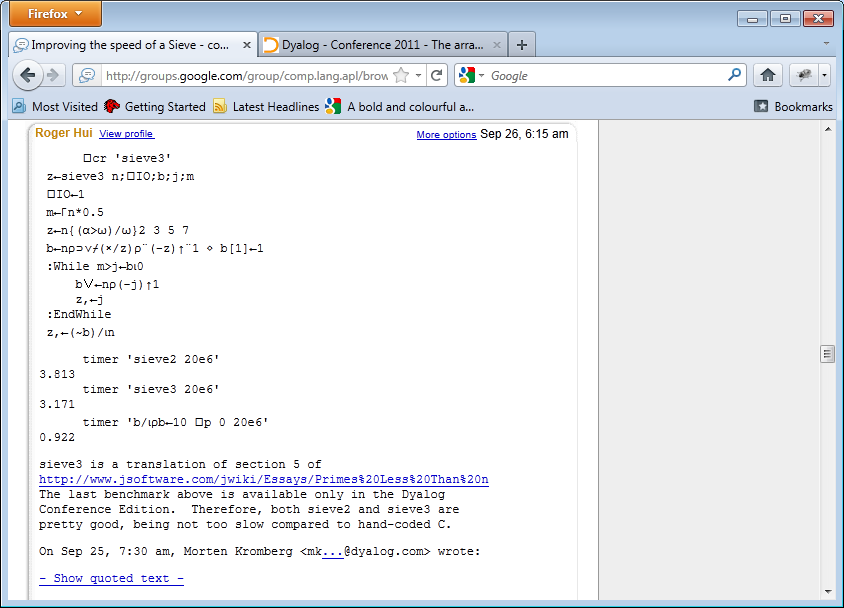 Firefox
Improving the speed of a Sieve - co...
Dyalog - Conference 2011 - The arra...
http://groups.google.com/group/comp.lang.apl/brow
Google
Most Visited Getting Started Latest Headlines A bold and colourful a... Bookmarks
Roger Hui View profile
More options Sep 26, 6:15 am
⎕cr 'sieve3'
z←sieve3 n;⎕IO;b;j;m
⎕IO←1
m←⌈n*0.5
z←n{(⍺>⍵)/⍵}2 3 5 7
b←n⍴⊃∨⌿(×/z)⍴¨(-z)↑¨1 ⋄ b[1]←1
:While m>j←b⍳0
b∨←n⍴(-j)↑1
z,←j
:EndWhile
z,←(~b)/⍳n
timer 'sieve2 20e6'
3.813
timer 'sieve3 20e6'
3.171
timer 'b/⍳⍴b←10 ⎕p 0 20e6'
0.922
sieve3 is a translation of section 5 of
http://www.jsoftware.com/jwiki/Essays/Primes%20Less%20Than%20n
The last benchmark above is available only in the Dyalog
Conference Edition.  Therefore, both sieve2 and sieve3 are
pretty good, being not too slow compared to hand-coded C.
On Sep 25, 7:30 am, Morten Kromberg <mk...@dyalog.com> wrote:
- Show quoted text -